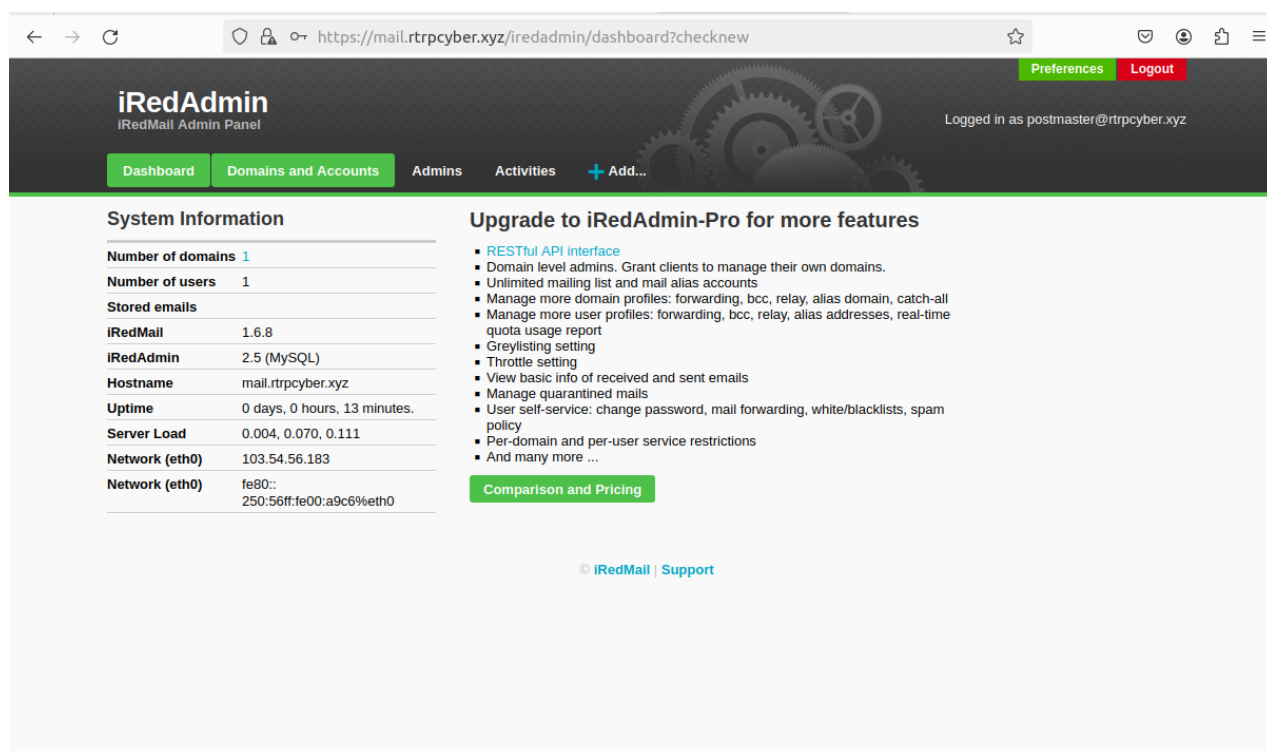 https://mail.rtrpcyber.xyz/iredadmin/dashboard?checknew
Preferences Logout
iRedAdmin
iRedMail Admin Panel
Logged in as postmaster@rtrpcyber.xyz
Dashboard Domains and Accounts Admins Activities + Add...
System Information
Number of domains 1
Number of users 1
Stored emails
iRedMail 1.6.8
iRedAdmin 2.5 (MySQL)
Hostname mail.rtrpcyber.xyz
Uptime 0 days, 0 hours, 13 minutes.
Server Load 0.004, 0.070, 0.111
Network (eth0) 103.54.56.183
Network (eth0) fe80::
250:56ff:fe00:a9c6%eth0
Upgrade to iRedAdmin-Pro for more features
RESTful API interface
Domain level admins. Grant clients to manage their own domains.
Unlimited mailing list and mail alias accounts
Manage more domain profiles: forwarding, bcc, relay, alias domain, catch-all
Manage more user profiles: forwarding, bcc, relay, alias addresses, real-time
quota usage report
Greylisting setting
Throttle setting
View basic info of received and sent emails
Manage quarantined mails
User self-service: change password, mail forwarding, white/blacklists, spam
policy
Per-domain and per-user service restrictions
And many more ...
Comparison and Pricing
© iRedMail | Support